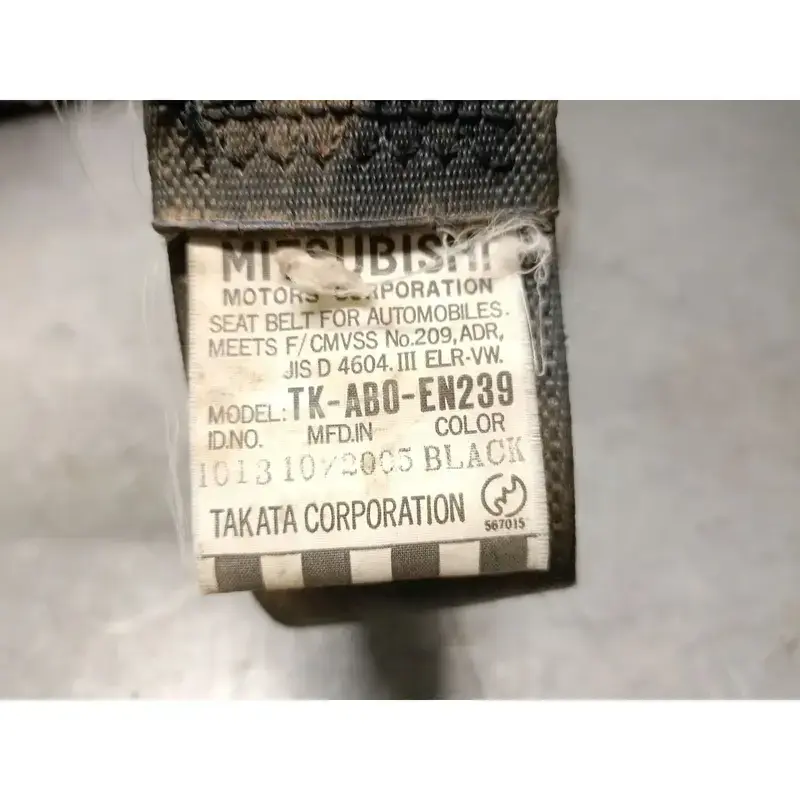 MITSUBISHI
MOTORS CORPORATION
SEAT BELT FOR AUTOMOBILES.
MEETS F/CMVSS No.209, ADR,
JIS D 4604. III ELR-VW.
MODEL: TK-AB0-EN239
ID.NO. MFD.IN COLOR
1013 10/2005 BLACK
TAKATA CORPORATION
567015